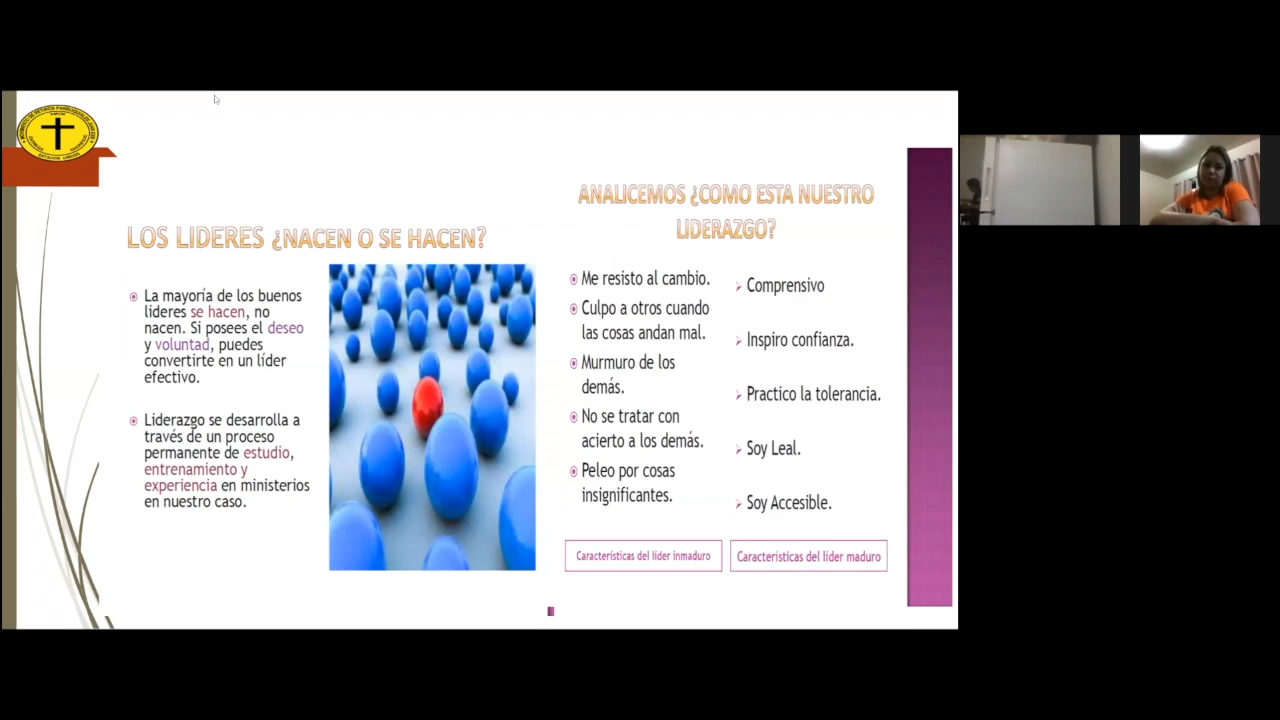 LOS LIDERES ¿NACEN O SE HACEN?
La mayoría de los buenos
lideres se hacen, no
nacen. Si posees el deseo
y voluntad, puedes
convertirte en un líder
efectivo.
Liderazgo se desarrolla a
través de un proceso
permanente de estudio,
entrenamiento y
experiencia en ministerios
en nuestro caso.
ANALICEMOS ¿COMO ESTA NUESTRO
LIDERAZGO?
Me resisto al cambio.
Culpo a otros cuando
las cosas andan mal.
Murmuro de los
demás.
No se tratar con
acierto a los demás.
Peleo por cosas
insignificantes.
Características del líder inmaduro
Comprensivo
Inspiro confianza.
Practico la tolerancia.
Soy Leal.
Soy Accesible.
Características del líder maduro
ESTADOS UNIDOS